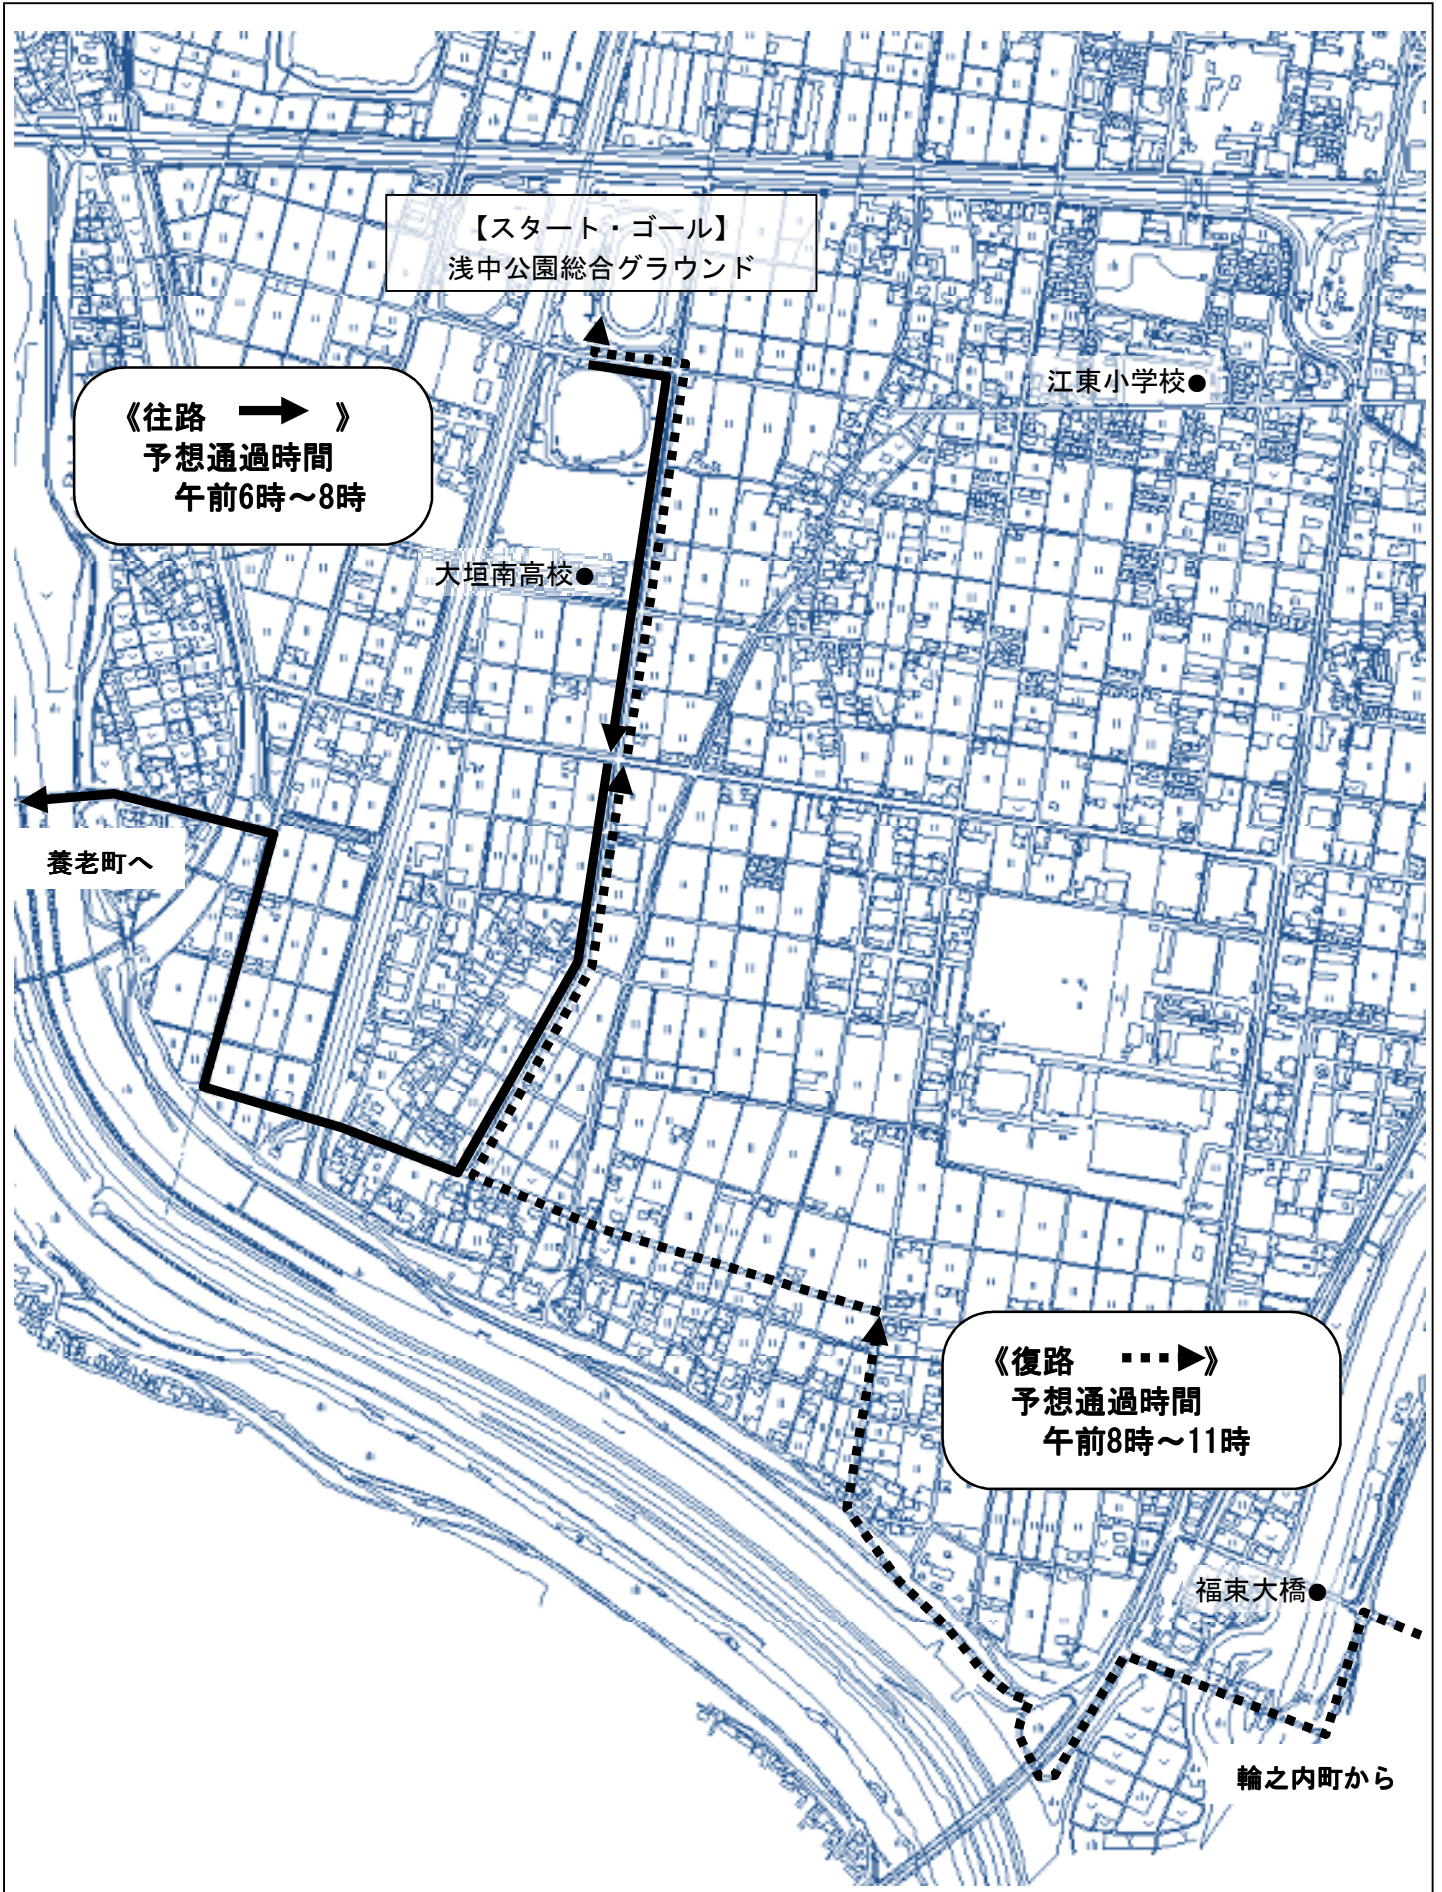 【スタート・ゴール】
浅中公園総合グラウンド
江東小学校●
《往路　　　》
予想通過時間
午前6時～8時
大垣南高校●
養老町へ
《復路　　　》
予想通過時間
午前8時～11時
福束大橋●
輪之内町から